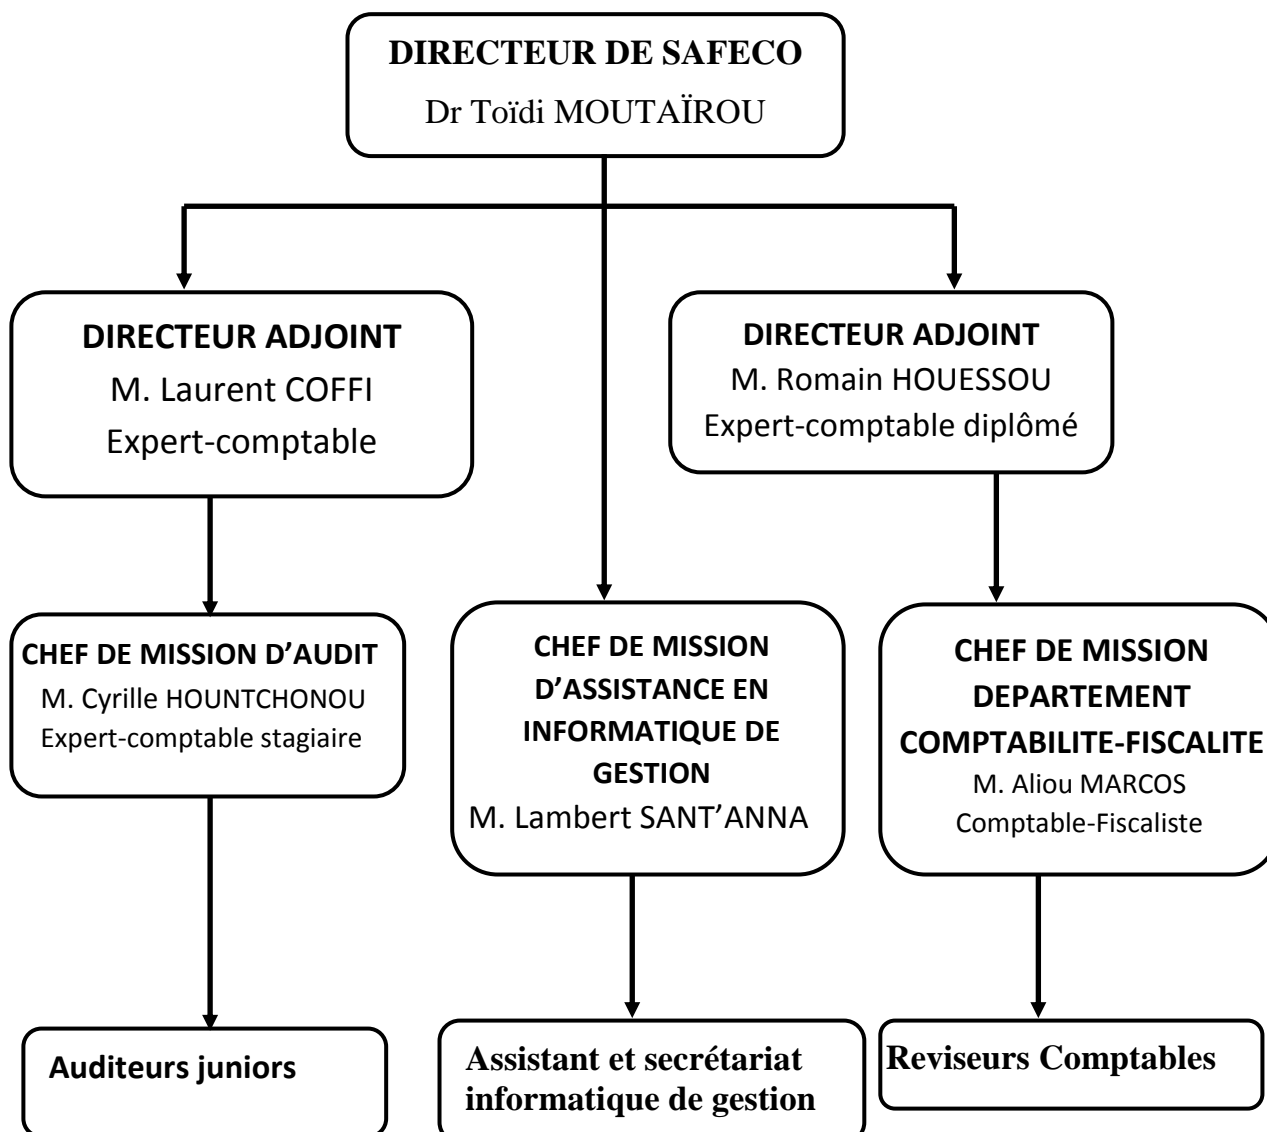 DIRECTEUR DE SAFECO
Dr Toïdi MOUTAÏROU
DIRECTEUR ADJOINT
M. Laurent COFFI
Expert-comptable
DIRECTEUR ADJOINT
M. Romain HOUESSOU
Expert-comptable diplômé
CHEF DE MISSION D’AUDIT
M. Cyrille HOUNTCHONOU
Expert-comptable stagiaire
CHEF DE MISSION
D’ASSISTANCE EN
INFORMATIQUE DE
GESTION
M. Lambert SANT’ANNA
CHEF DE MISSION
DEPARTEMENT
COMPTABILITE-FISCALITE
M. Aliou MARCOS
Comptable-Fiscaliste
Auditeurs juniors
Assistant et secrétariat
informatique de gestion
Reviseurs Comptables